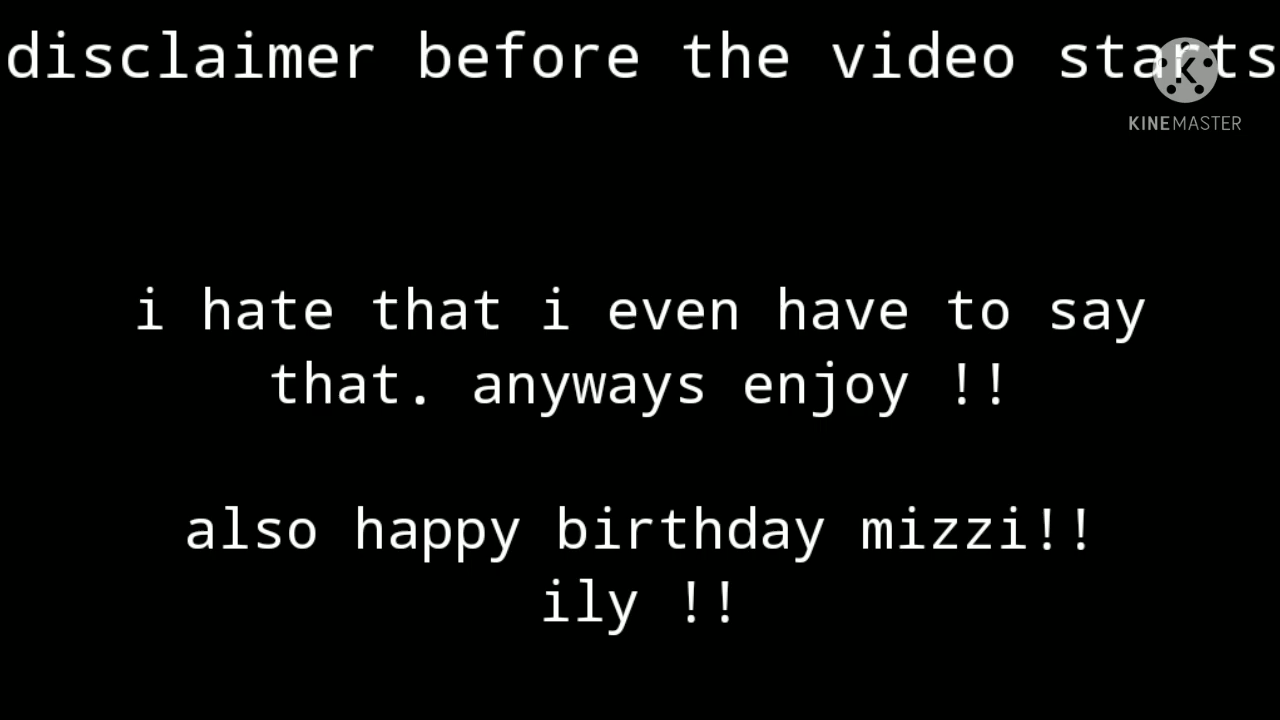 disclaimer before the video starts
KINEMASTER
i hate that i even have to say
that. anyways enjoy !!
also happy birthday mizzi!!
ily !!